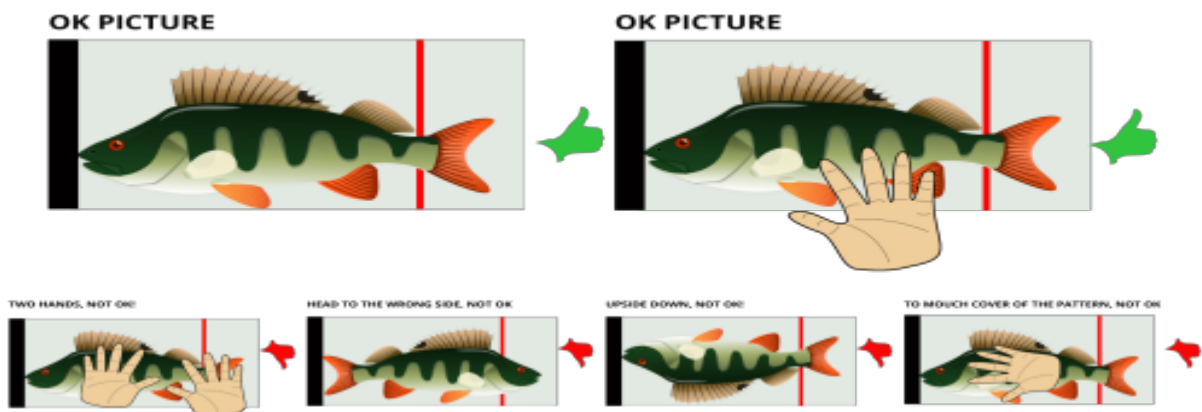 OK PICTURE
OK PICTURE
TWO HANDS, NOT OK!
HEAD TO THE WRONG SIDE, NOT OK
UPSIDE DOWN, NOT OK!
TO MOUCH COVER OF THE PATTERN, NOT OK